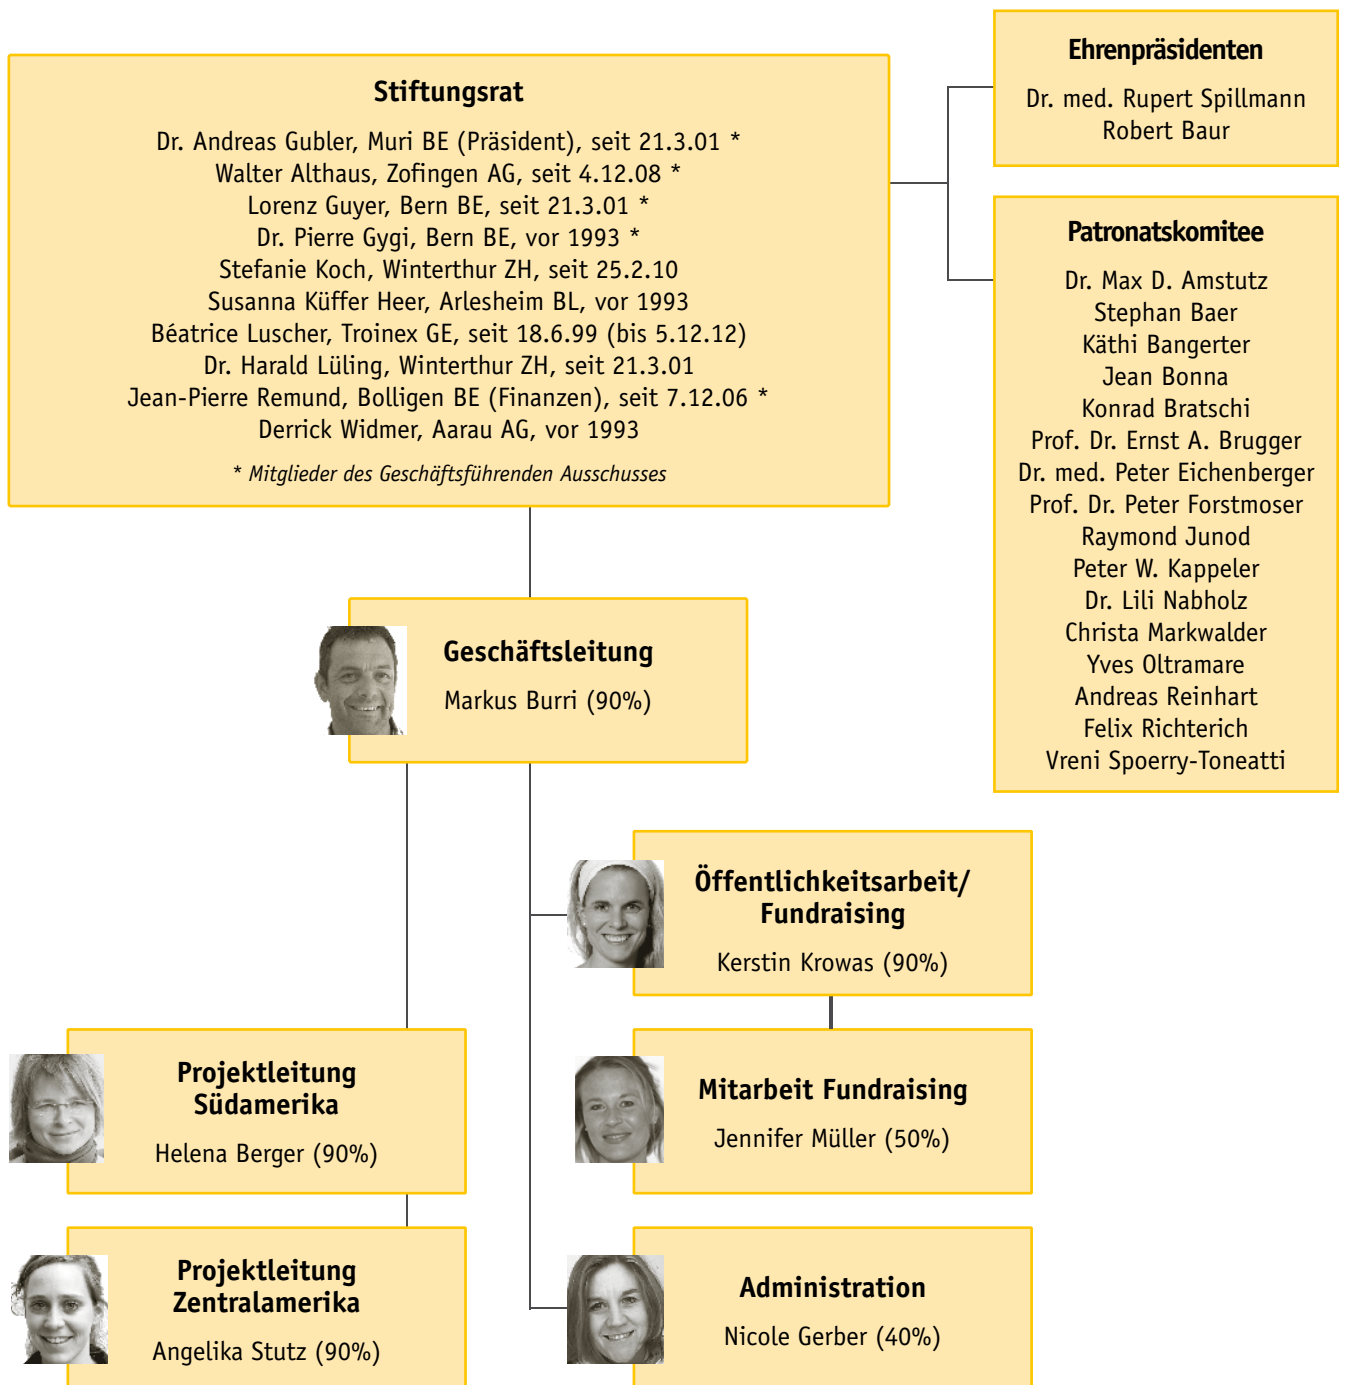 Stiftungsrat
Dr. Andreas Gubler, Muri BE (Präsident), seit 21.3.01 *
Walter Althaus, Zofingen AG, seit 4.12.08 *
Lorenz Guyer, Bern BE, seit 21.3.01 *
Dr. Pierre Gygi, Bern BE, vor 1993 *
Stefanie Koch, Winterthur ZH, seit 25.2.10
Susanna Küffer Heer, Arlesheim BL, vor 1993
Béatrice Luscher, Troinex GE, seit 18.6.99 (bis 5.12.12)
Dr. Harald Lüling, Winterthur ZH, seit 21.3.01
Jean-Pierre Remund, Bolligen BE (Finanzen), seit 7.12.06 *
Derrick Widmer, Aarau AG, vor 1993
* Mitglieder des Geschäftsführenden Ausschusses
Ehrenpräsidenten
Dr. med. Rupert Spillmann
Robert Baur
Patronatskomitee
Dr. Max D. Amstutz
Stephan Baer
Käthi Bangerter
Jean Bonna
Konrad Bratschi
Prof. Dr. Ernst A. Brugger
Dr. med. Peter Eichenberger
Prof. Dr. Peter Forstmoser
Raymond Junod
Peter W. Kappeler
Dr. Lili Nabholz
Christa Markwalder
Yves Oltramare
Andreas Reinhart
Felix Richterich
Vreni Spoerry-Toneatti
Geschäftsleitung
Markus Burri (90%)
Öffentlichkeitsarbeit/
Fundraising
Kerstin Krowas (90%)
Projektleitung
Südamerika
Helena Berger (90%)
Mitarbeit Fundraising
Jennifer Müller (50%)
Projektleitung
Zentralamerika
Angelika Stutz (90%)
Administration
Nicole Gerber (40%)